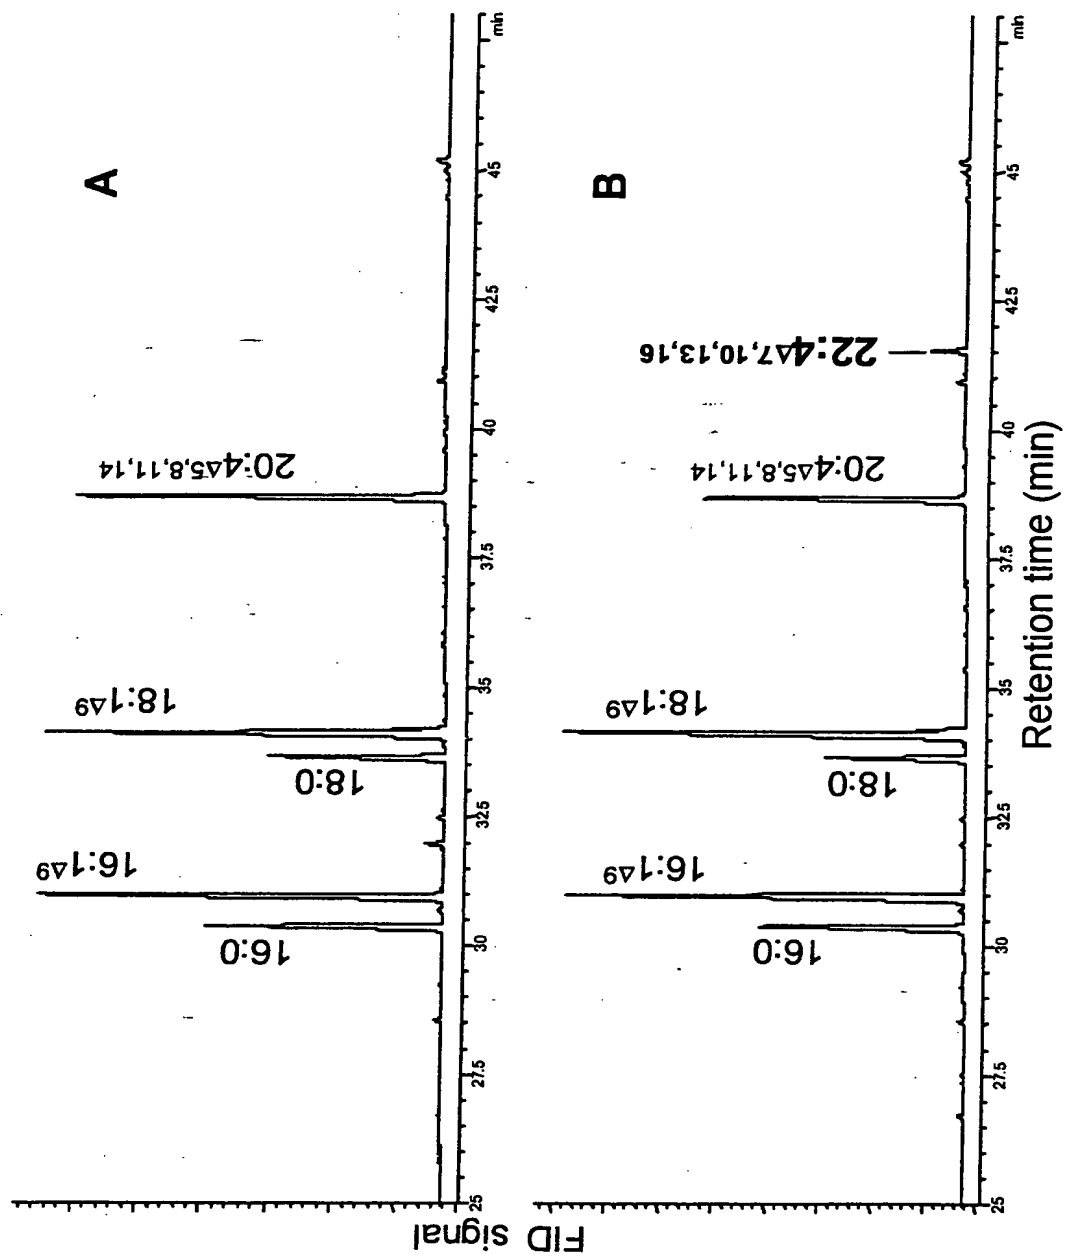 A
16:0
16:1Δ9
18:0
18:1Δ9
20:4Δ5,8,11,14
25
27.5
30
32.5
35
37.5
40
42.5
45
min
B
16:0
16:1Δ9
18:0
18:1Δ9
20:4Δ5,8,11,14
22:4Δ7,10,13,16
25
27.5
30
32.5
35
37.5
40
42.5
45
min
FID signal
Retention time (min)